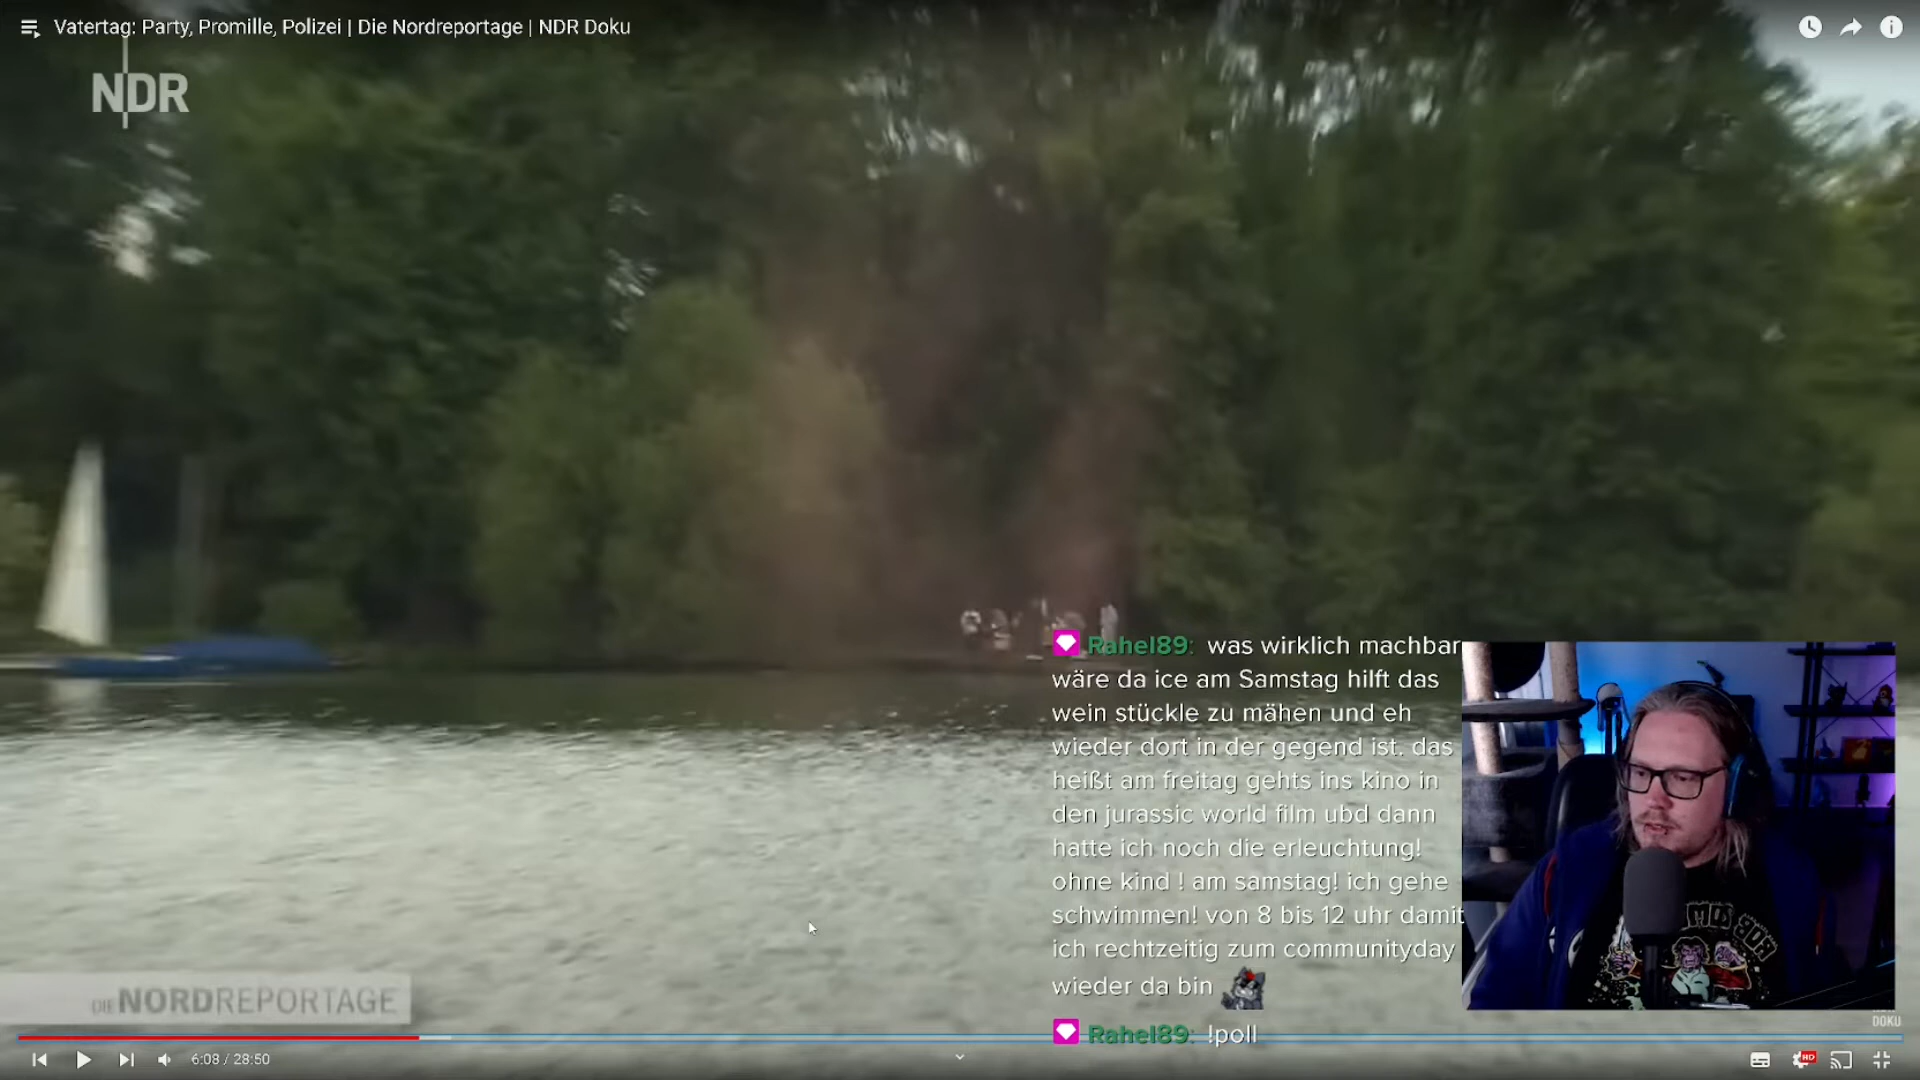 Vatertag: Party, Promille, Polizei | Die Nordreportage | NDR Doku
NDR
Rahel89: was wirklich machbar
wäre da ice am Samstag hilft das
wein stückle zu mähen und eh
wieder dort in der gegend ist. das
heißt am freitag gehts ins kino in
den jurassic world film ubd dann
hatte ich noch die erleuchtung!
ohne kind ! am samstag! ich gehe
schwimmen! von 8 bis 12 uhr damit
ich rechtzeitig zum communityday
wieder da bin
Rahel89: !poll
DIE NORDREPORTAGE
DOKU
6:08 / 28:50
HD